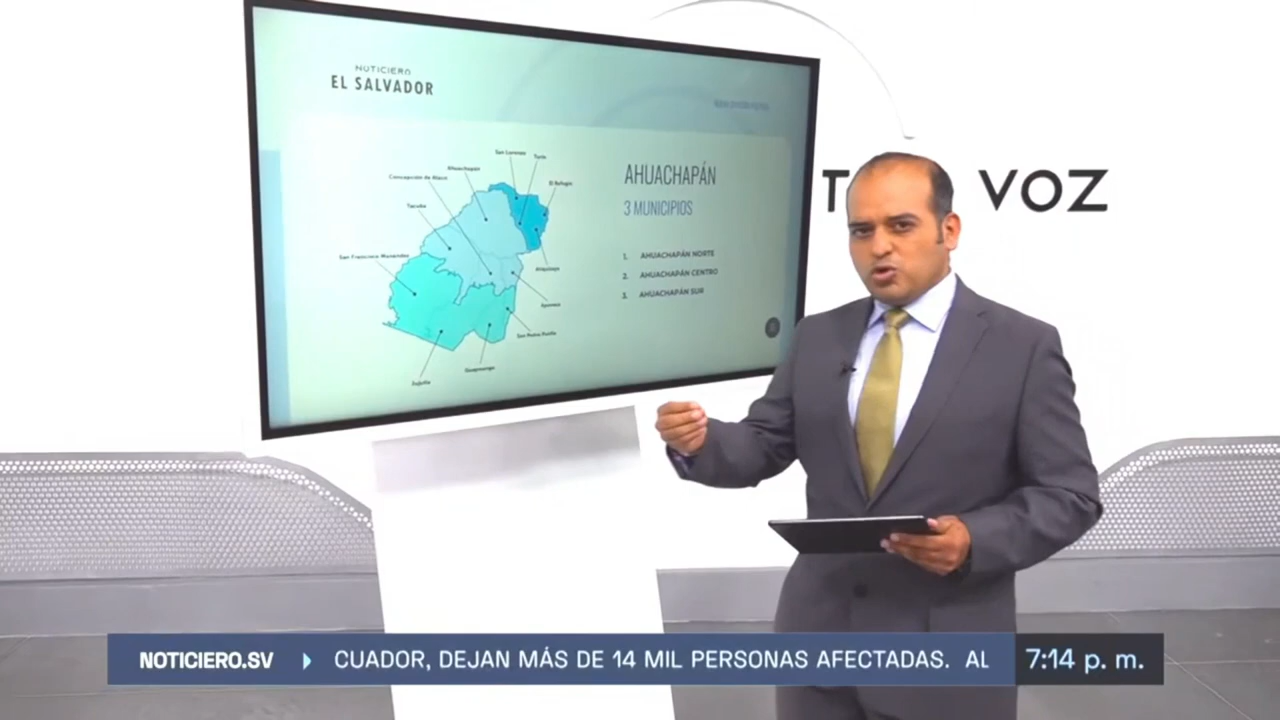 NOTICIERO
EL SALVADOR
San Lorenzo
Turín
Ahuachapán
El Refugio
Concepción de Ataco
Tacuba
San Francisco Menéndez
Atiquizaya
Apaneca
San Pedro Puxtla
Guaymango
Jujutla
AHUACHAPÁN
3 MUNICIPIOS
1. AHUACHAPÁN NORTE
2. AHUACHAPÁN CENTRO
3. AHUACHAPÁN SUR
T VOZ
NOTICIERO.SV CUADOR, DEJAN MÁS DE 14 MIL PERSONAS AFECTADAS. AL 7:14 p. m.